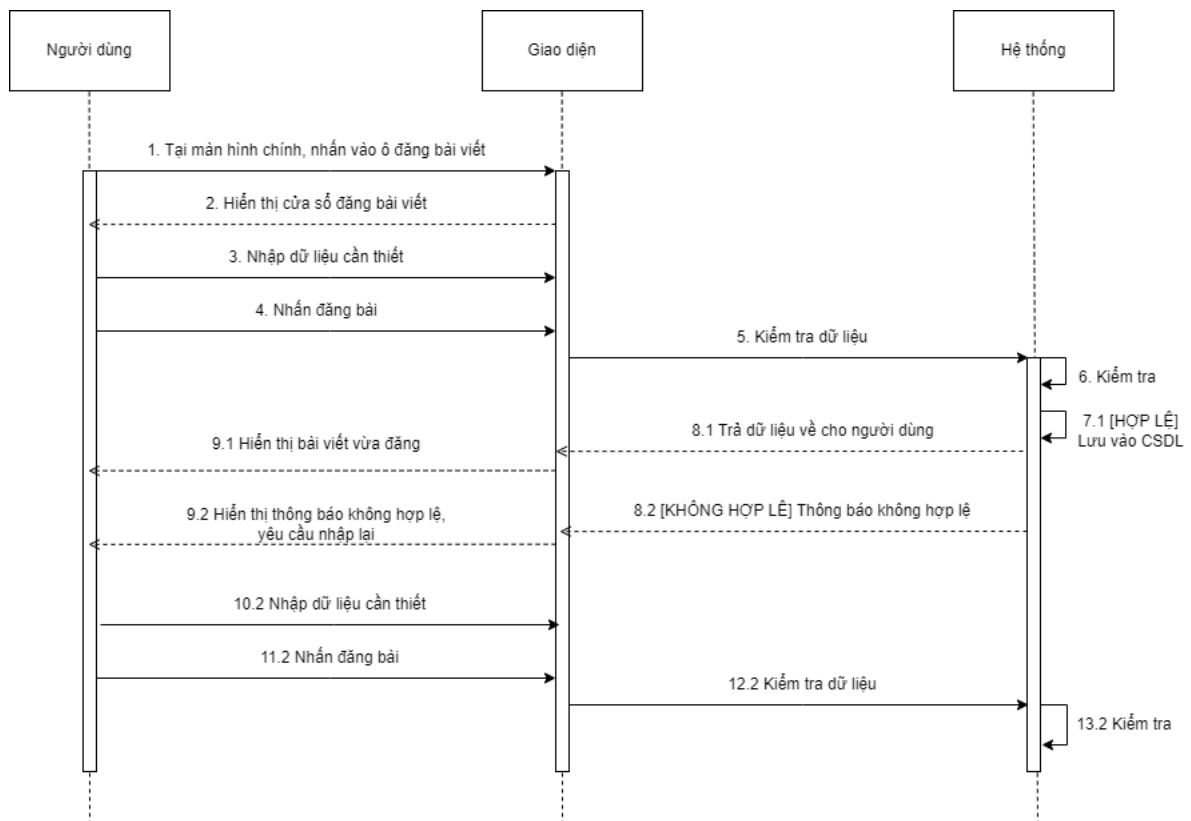 Người dùng
Giao diện
Hệ thống
1. Tại màn hình chính, nhấn vào ô đăng bài viết
2. Hiển thị cửa sổ đăng bài viết
3. Nhập dữ liệu cần thiết
4. Nhấn đăng bài
5. Kiểm tra dữ liệu
6. Kiểm tra
7.1 [HỢP LỆ]
Lưu vào CSDL
8.1 Trả dữ liệu về cho người dùng
9.1 Hiển thị bài viết vừa đăng
8.2 [KHÔNG HỢP LỆ] Thông báo không hợp lệ
9.2 Hiển thị thông báo không hợp lệ,
yêu cầu nhập lại
10.2 Nhập dữ liệu cần thiết
11.2 Nhấn đăng bài
12.2 Kiểm tra dữ liệu
13.2 Kiểm tra